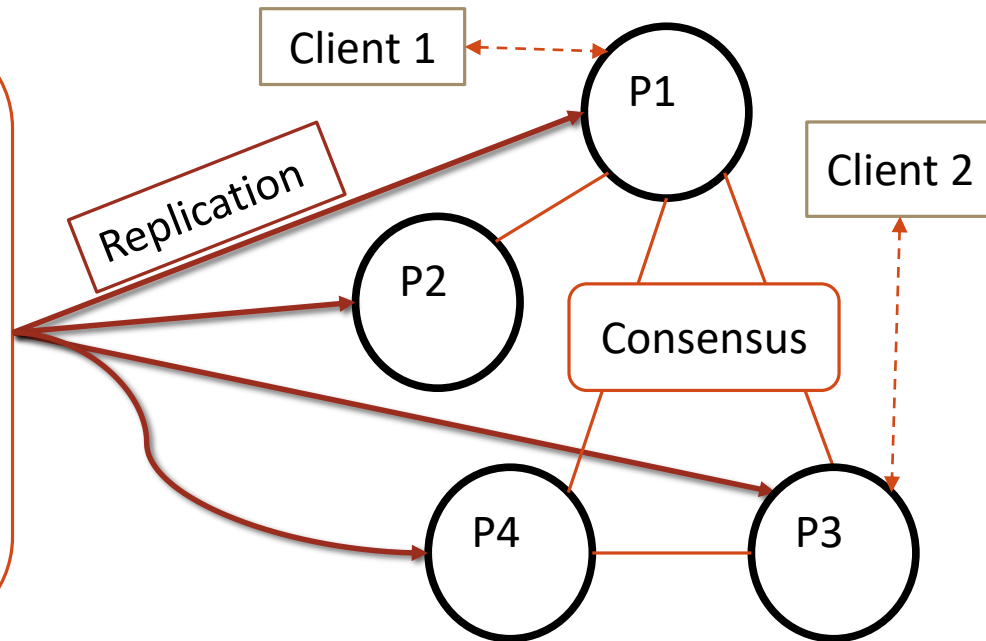 Client 1
P1
Client 2
Replication
P2
Consensus
P4
P3